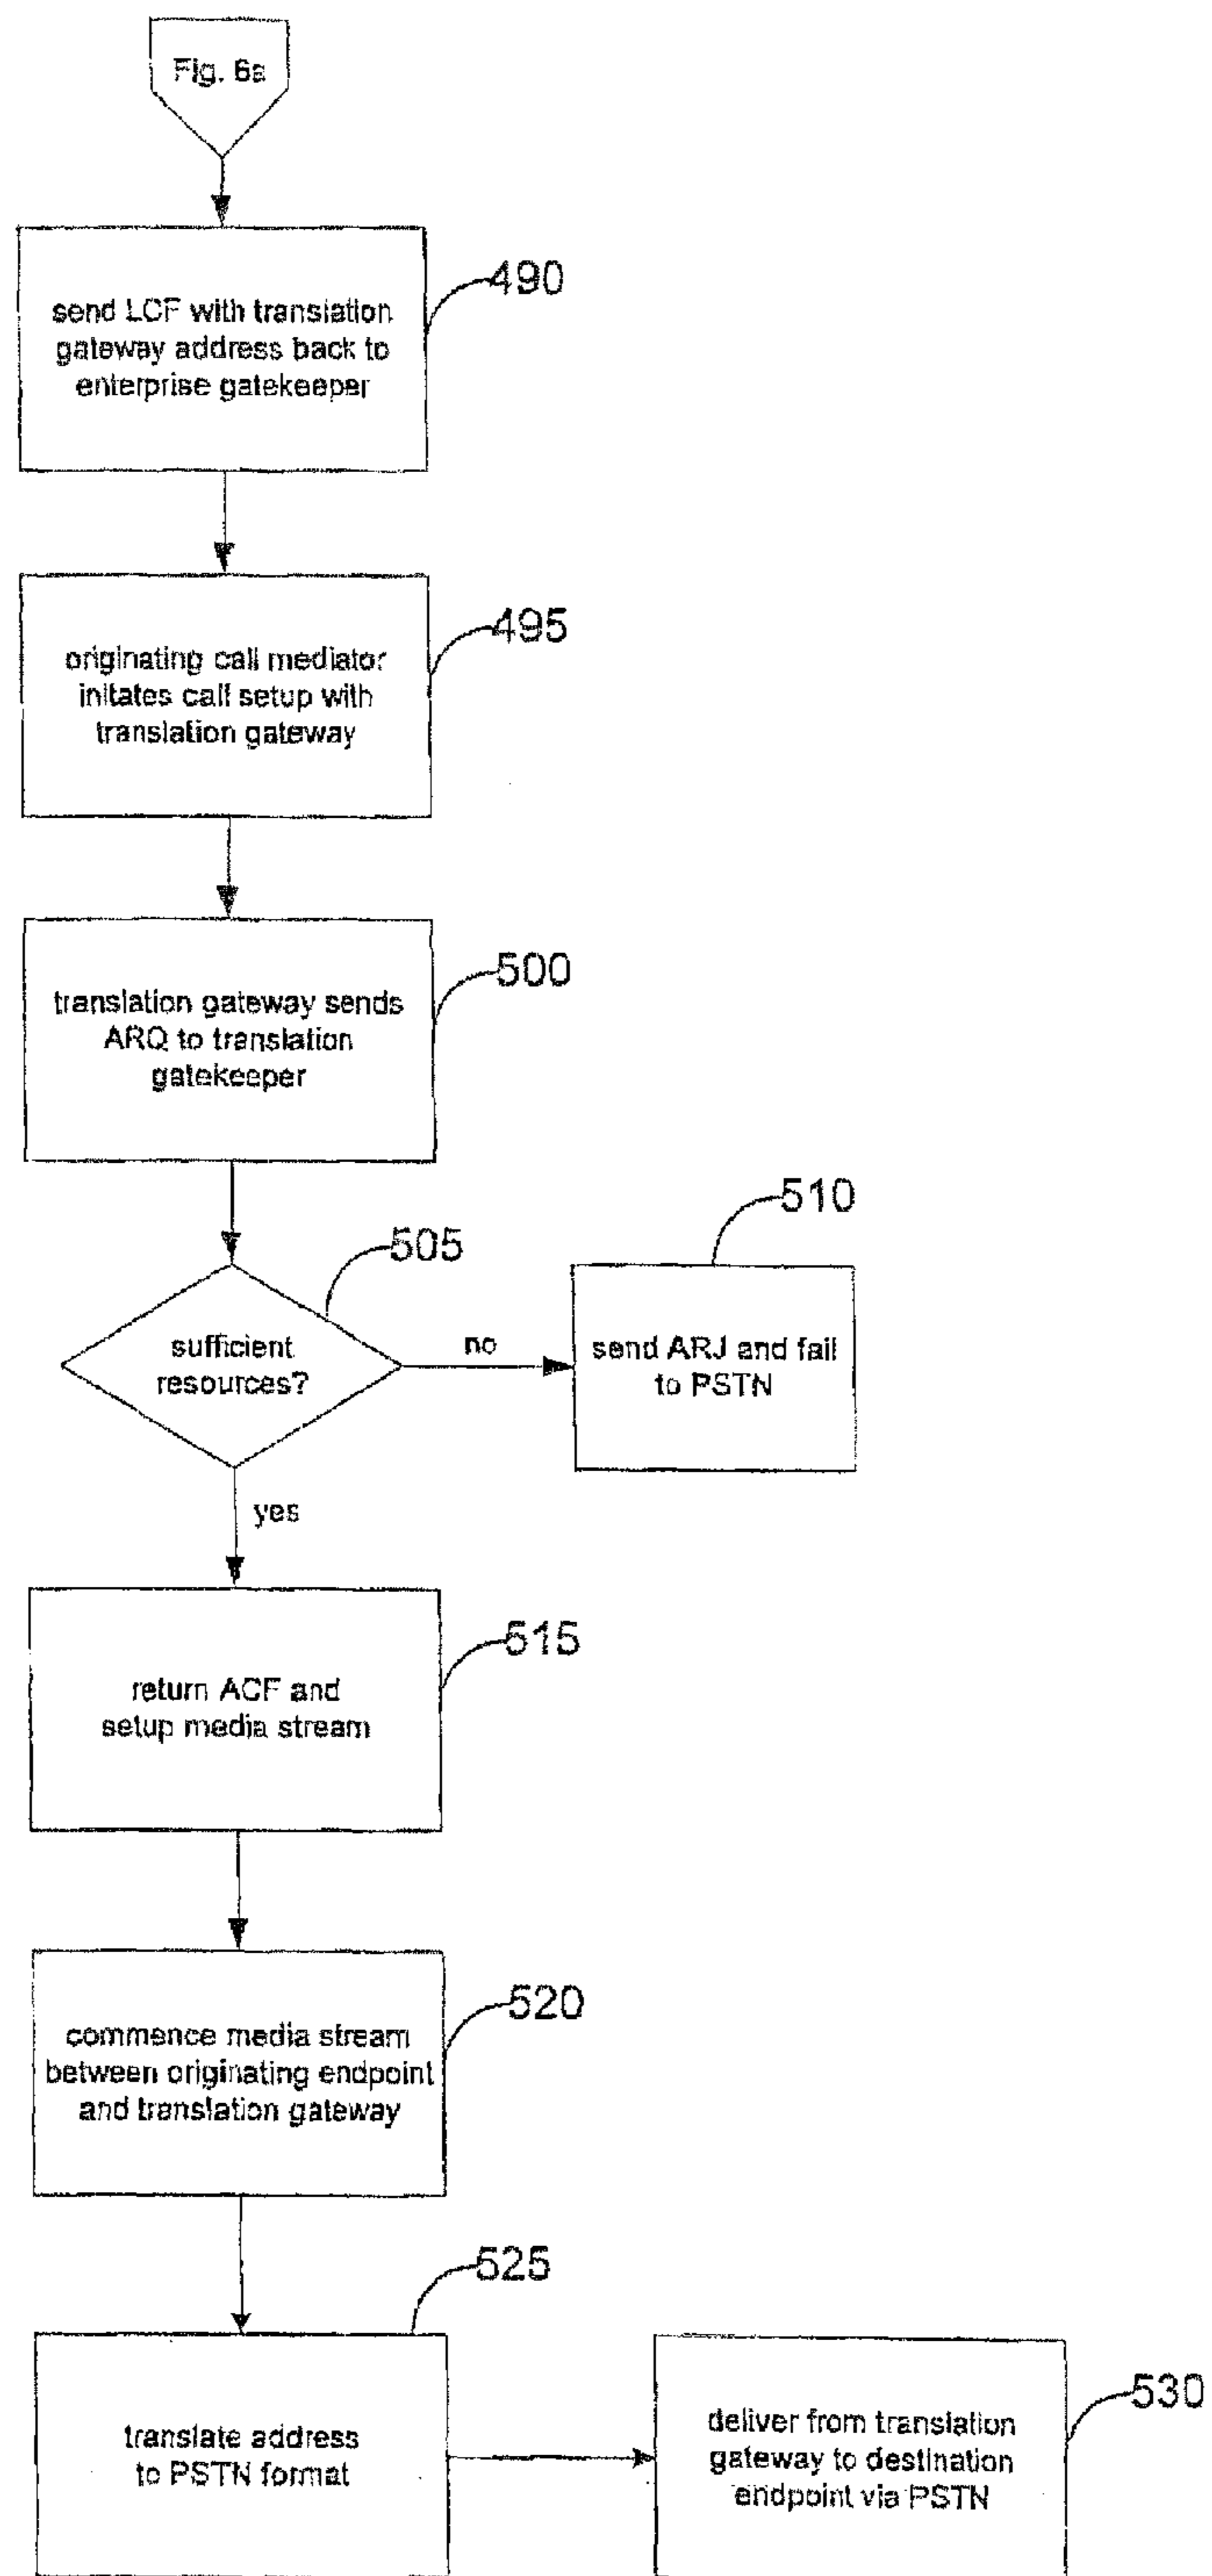 Fig. 6a
send LCF with translation
gateway address back to
enterprise gatekeeper
490
originating call mediator
initates call setup with
translation gateway
495
translation gateway sends
ARQ to translation
gatekeeper
500
sufficient
resources?
505
no
send ARJ and fail
to PSTN
510
yes
return ACF and
setup media stream
515
commence media stream
between originating endpoint
and translation gateway
520
translate address
to PSTN format
525
deliver from translation
gateway to destination
endpoint via PSTN
530